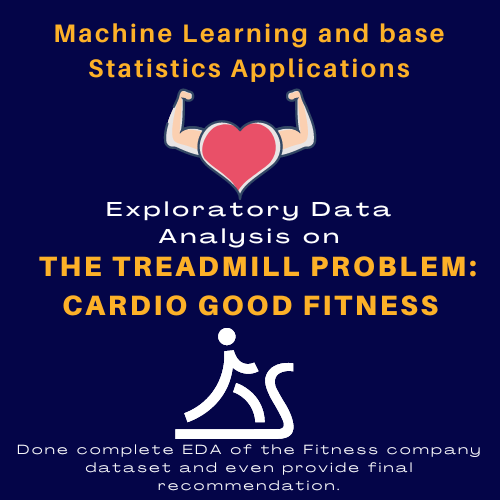 Machine Learning and base
Statistics Applications
Exploratory Data
Analysis on
THE TREADMILL PROBLEM:
CARDIO GOOD FITNESS
Done complete EDA of the Fitness company
dataset and even provide final
recommendation.